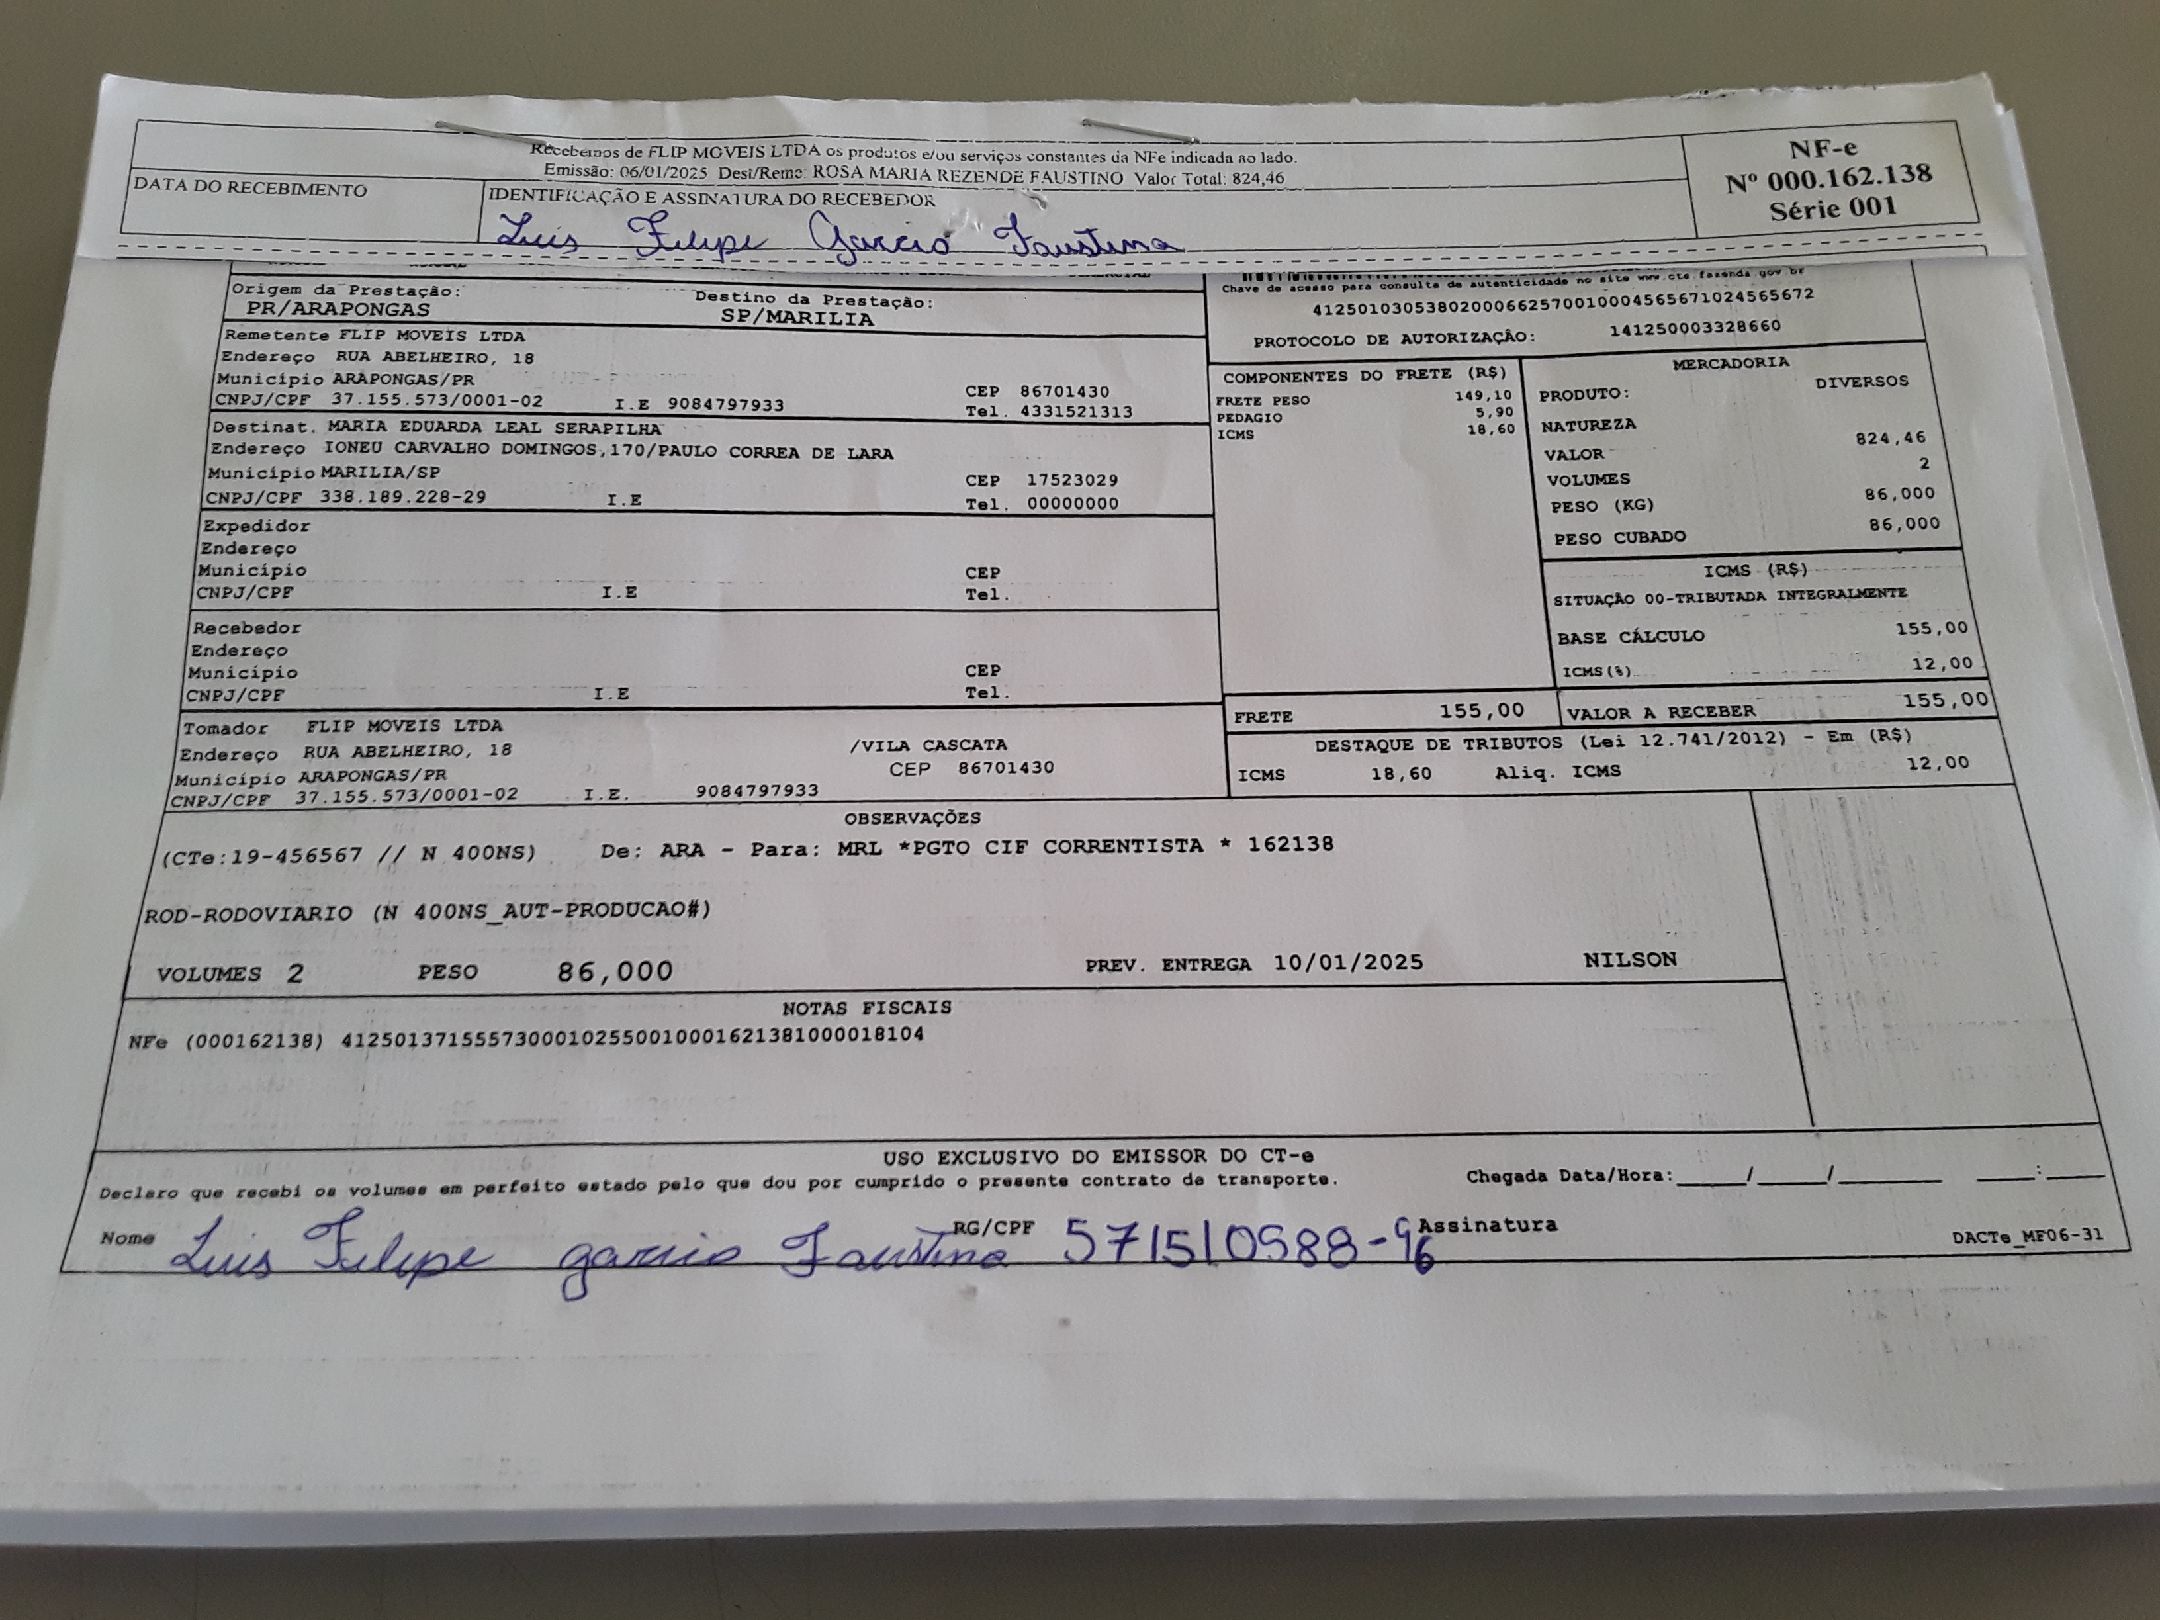 Recebemos de FLIP MOVEIS LTDA os produtos e/ou serviços constantes da NFe indicada ao lado.
Emissão: 06/01/2025 Dest/Reme: ROSA MARIA REZENDE FAUSTINO Valor Total: 824,46
NF-e
Nº 000.162.138
Série 001
DATA DO RECEBIMENTO
IDENTIFICAÇÃO E ASSINATURA DO RECEBEDOR
Luis Felipe Garcia Faustino
Chave de acesso para consulta de autenticidade no site www.cte.fazenda.gov.br
41250103053802000662570010004565671024565672
PROTOCOLO DE AUTORIZAÇÃO: 141250003328660
Origem da Prestação: Destino da Prestação:
PR/ARAPONGAS SP/MARILIA
Remetente FLIP MOVEIS LTDA
Endereço RUA ABELHEIRO, 18
Município ARAPONGAS/PR CEP 86701430
CNPJ/CPF 37.155.573/0001-02 I.E 9084797933 Tel. 4331521313
Destinat. MARIA EDUARDA LEAL SERAPILHA
Endereço IONEU CARVALHO DOMINGOS,170/PAULO CORREA DE LARA
Município MARILIA/SP CEP 17523029
CNPJ/CPF 338.189.228-29 I.E Tel. 00000000
Expedidor
Endereço
Município CEP
CNPJ/CPF I.E Tel.
Recebedor
Endereço
Município CEP
CNPJ/CPF I.E Tel.
Tomador FLIP MOVEIS LTDA
Endereço RUA ABELHEIRO, 18 /VILA CASCATA
Município ARAPONGAS/PR CEP 86701430
CNPJ/CPF 37.155.573/0001-02 I.E. 9084797933
COMPONENTES DO FRETE (R$)
FRETE PESO 149,10
PEDAGIO 5,90
ICMS 18,60
MERCADORIA
PRODUTO: DIVERSOS
NATUREZA
VALOR 824,46
VOLUMES 2
PESO (KG) 86,000
PESO CUBADO 86,000
ICMS (R$)
SITUAÇÃO 00-TRIBUTADA INTEGRALMENTE
BASE CÁLCULO 155,00
ICMS(%) 12,00
FRETE 155,00 VALOR A RECEBER 155,00
DESTAQUE DE TRIBUTOS (Lei 12.741/2012) - Em (R$)
ICMS 18,60 Aliq. ICMS 12,00
OBSERVAÇÕES
(CTe:19-456567 // N 400NS) De: ARA - Para: MRL *PGTO CIF CORRENTISTA * 162138
ROD-RODOVIARIO (N 400NS_AUT-PRODUCAO#)
VOLUMES 2 PESO 86,000 PREV. ENTREGA 10/01/2025 NILSON
NOTAS FISCAIS
NFe (000162138) 41250137155573000102550010001621381000018104
USO EXCLUSIVO DO EMISSOR DO CT-e
Declaro que recebi os volumes em perfeito estado pelo que dou por cumprido o presente contrato de transporte. Chegada Data/Hora:_____/_____/_______ ____:____
Nome Luis Felipe garcia Faustino RG/CPF 571510988-96 Assinatura
DACTe_MF06-31